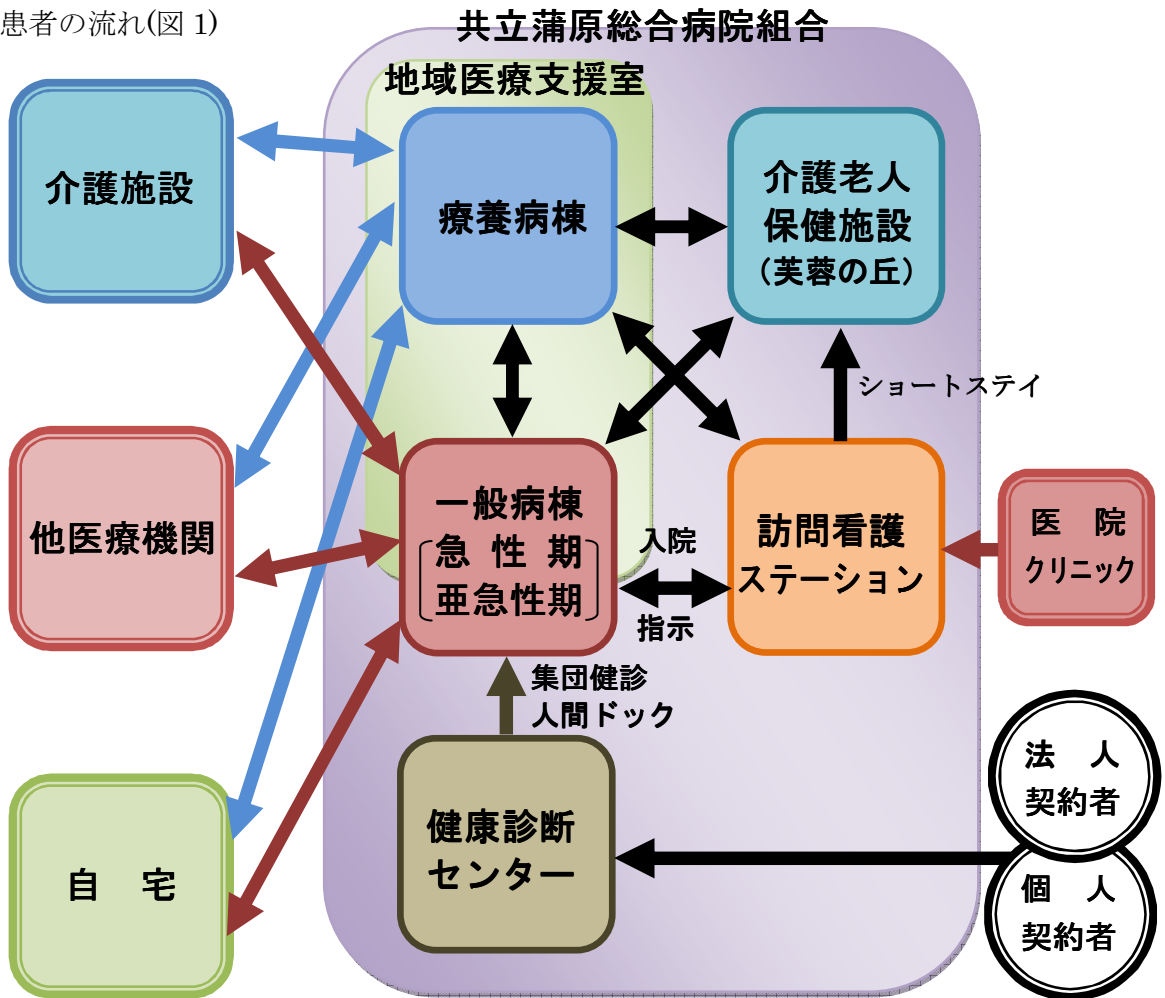 患者の流れ(図 1)
共立蒲原総合病院組合
地域医療支援室
介護施設
療養病棟
介護老人
保健施設
(芙蓉の丘)
ショートステイ
他医療機関
一般病棟
急 性 期
亜急性期
入院
指示
訪問看護
ステーション
医 院
クリニック
集団健診
人間ドック
法 人
契約者
健康診断
センター
自 宅
個 人
契約者